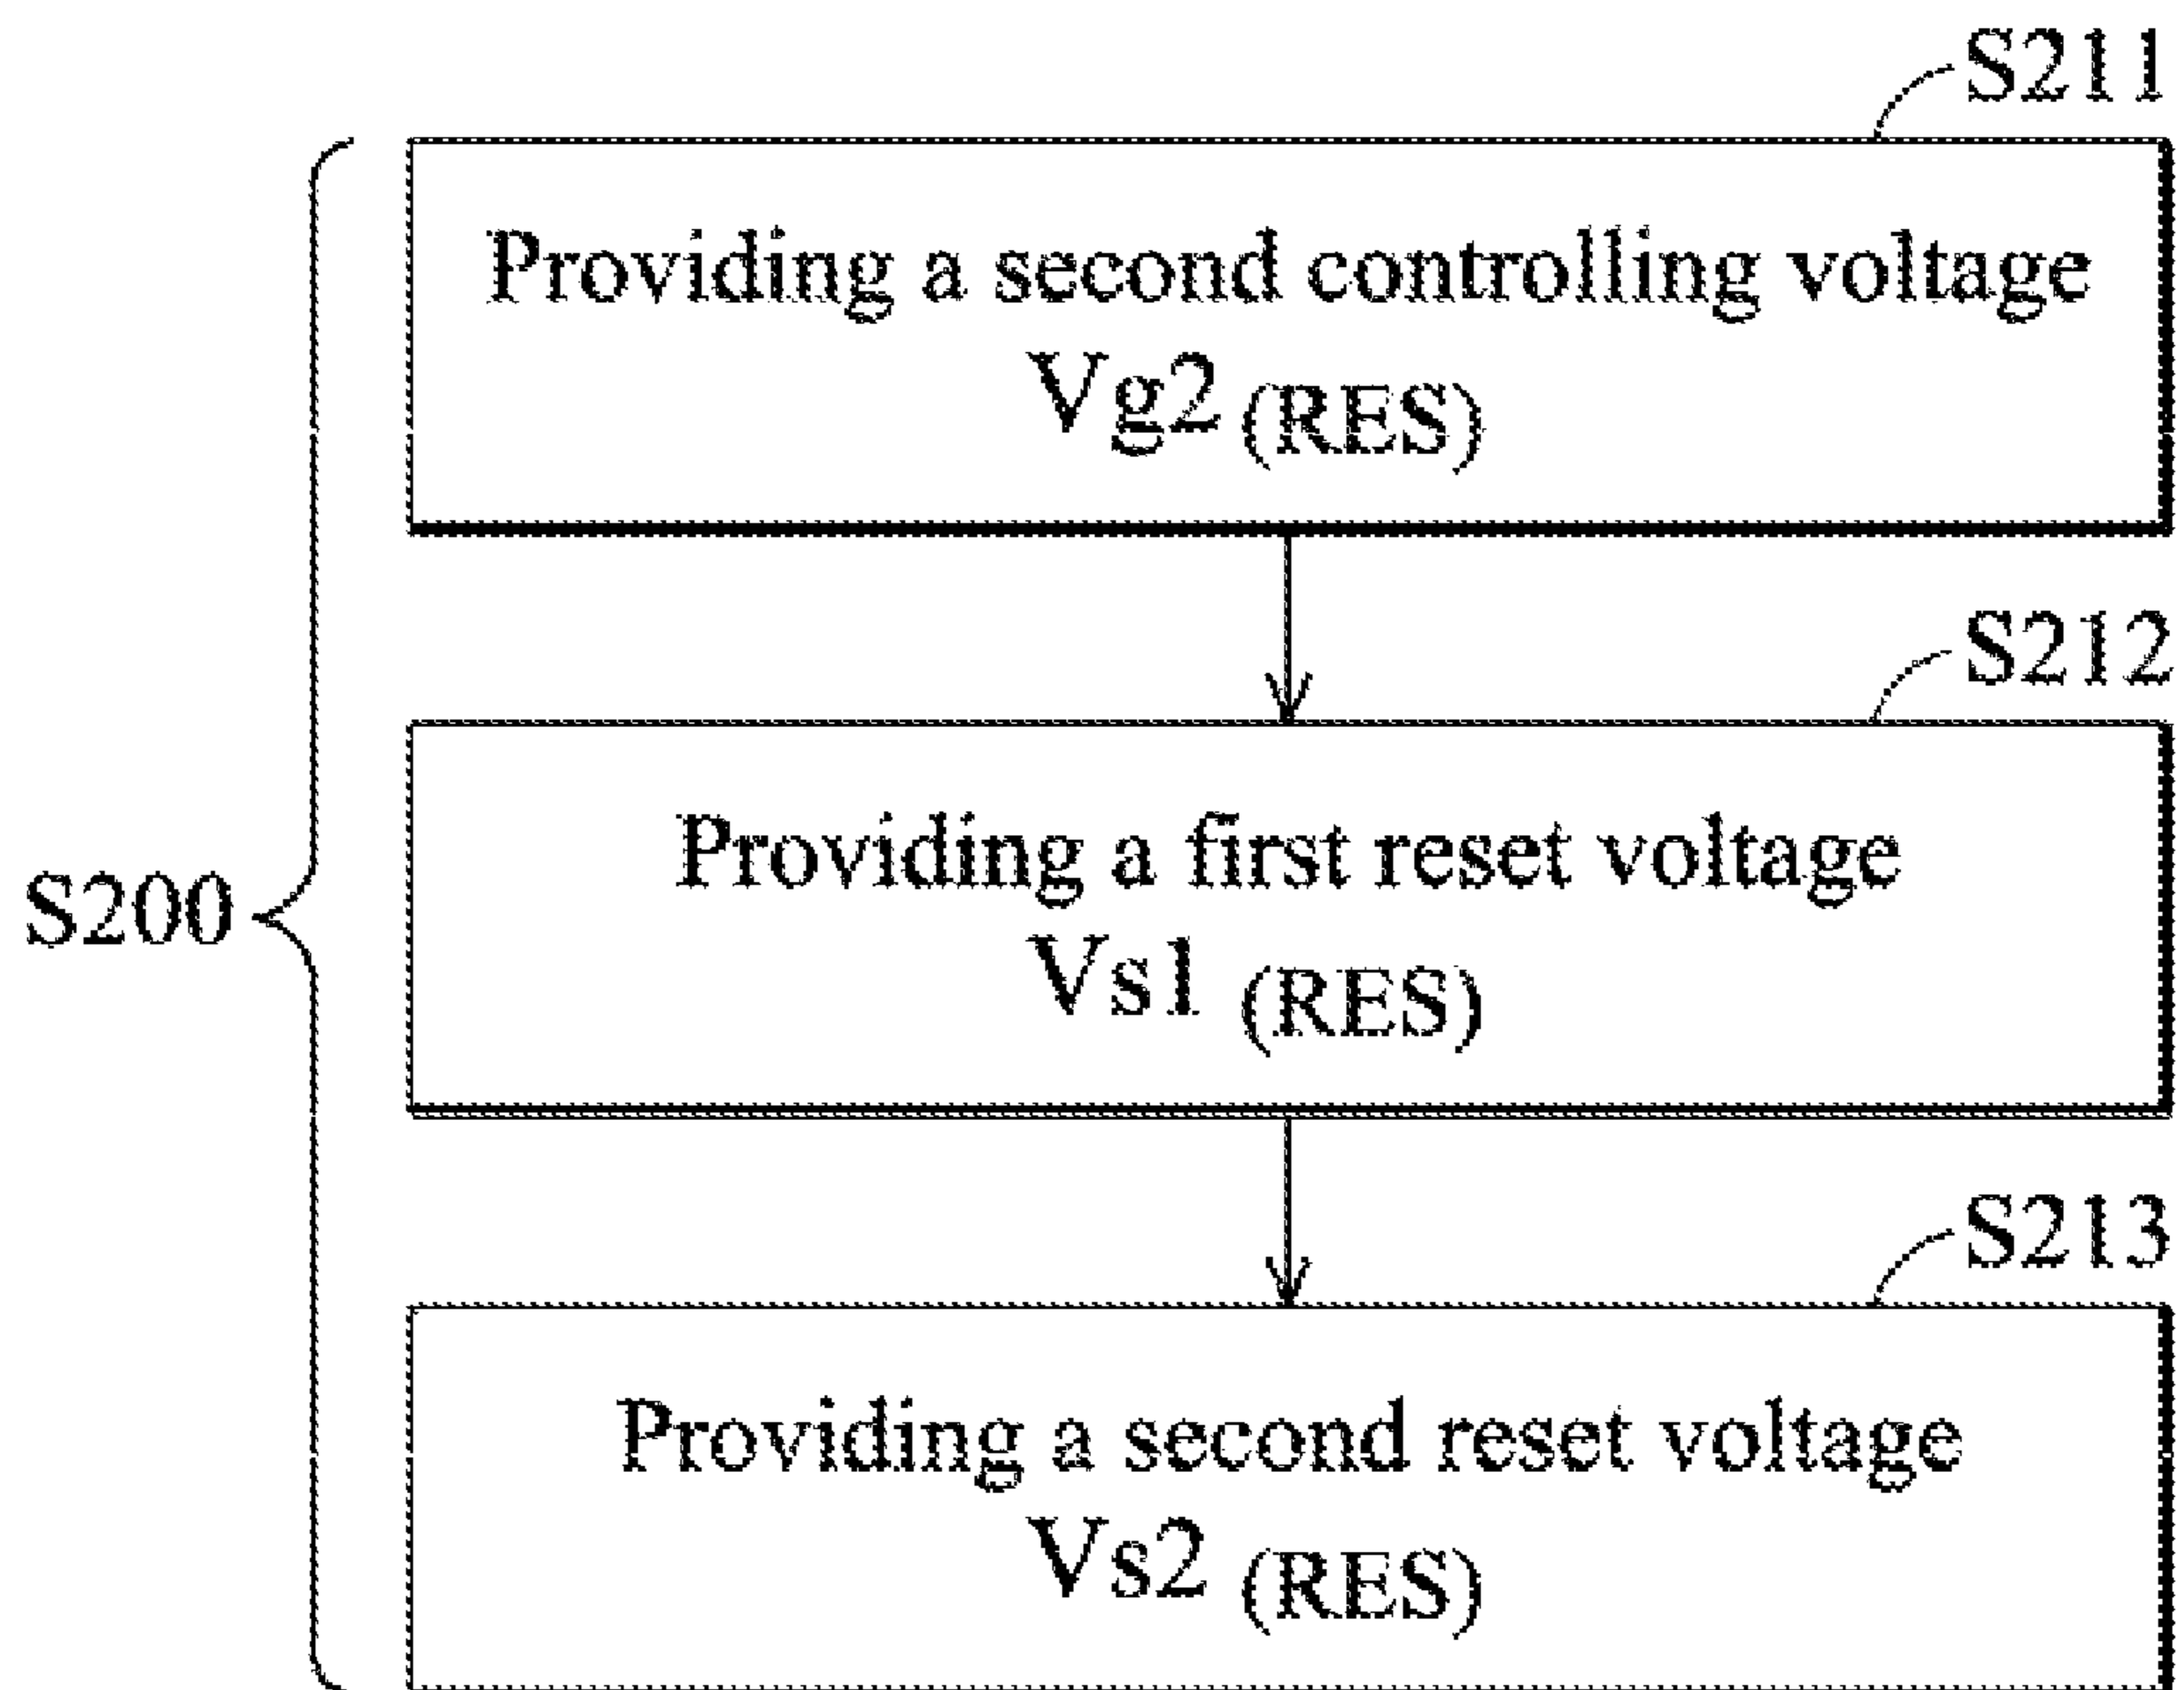 S211
Providing a second controlling voltage
Vg2 (RES)
S212
Providing a first reset voltage
Vs1 (RES)
S200
S213
Providing a second reset voltage
Vs2 (RES)